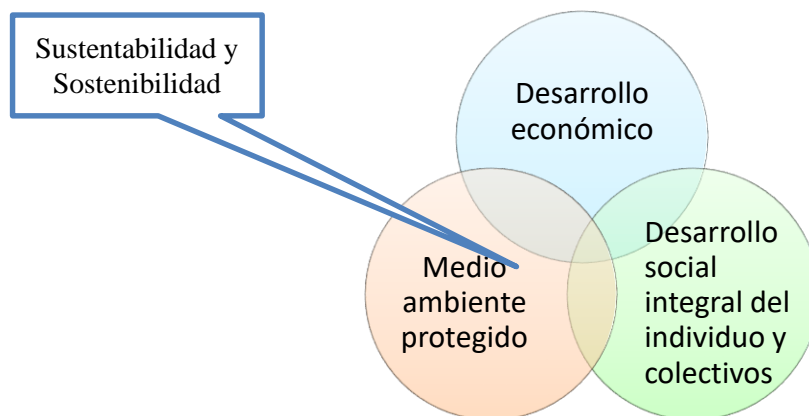 Sustentabilidad y
Sostenibilidad
Desarrollo
económico
Medio
ambiente
protegido
Desarrollo
social
integral del
individuo y
colectivos